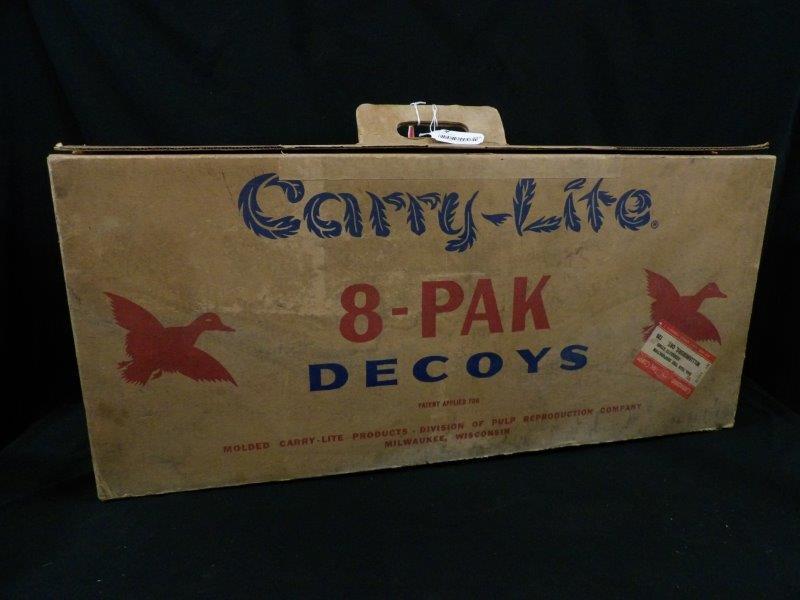 Carry-Lite®
8-PAK
DECOYS
PATENT APPLIED FOR
MOLDED CARRY-LITE PRODUCTS - DIVISION OF PULP REPRODUCTION COMPANY
MILWAUKEE, WISCONSIN